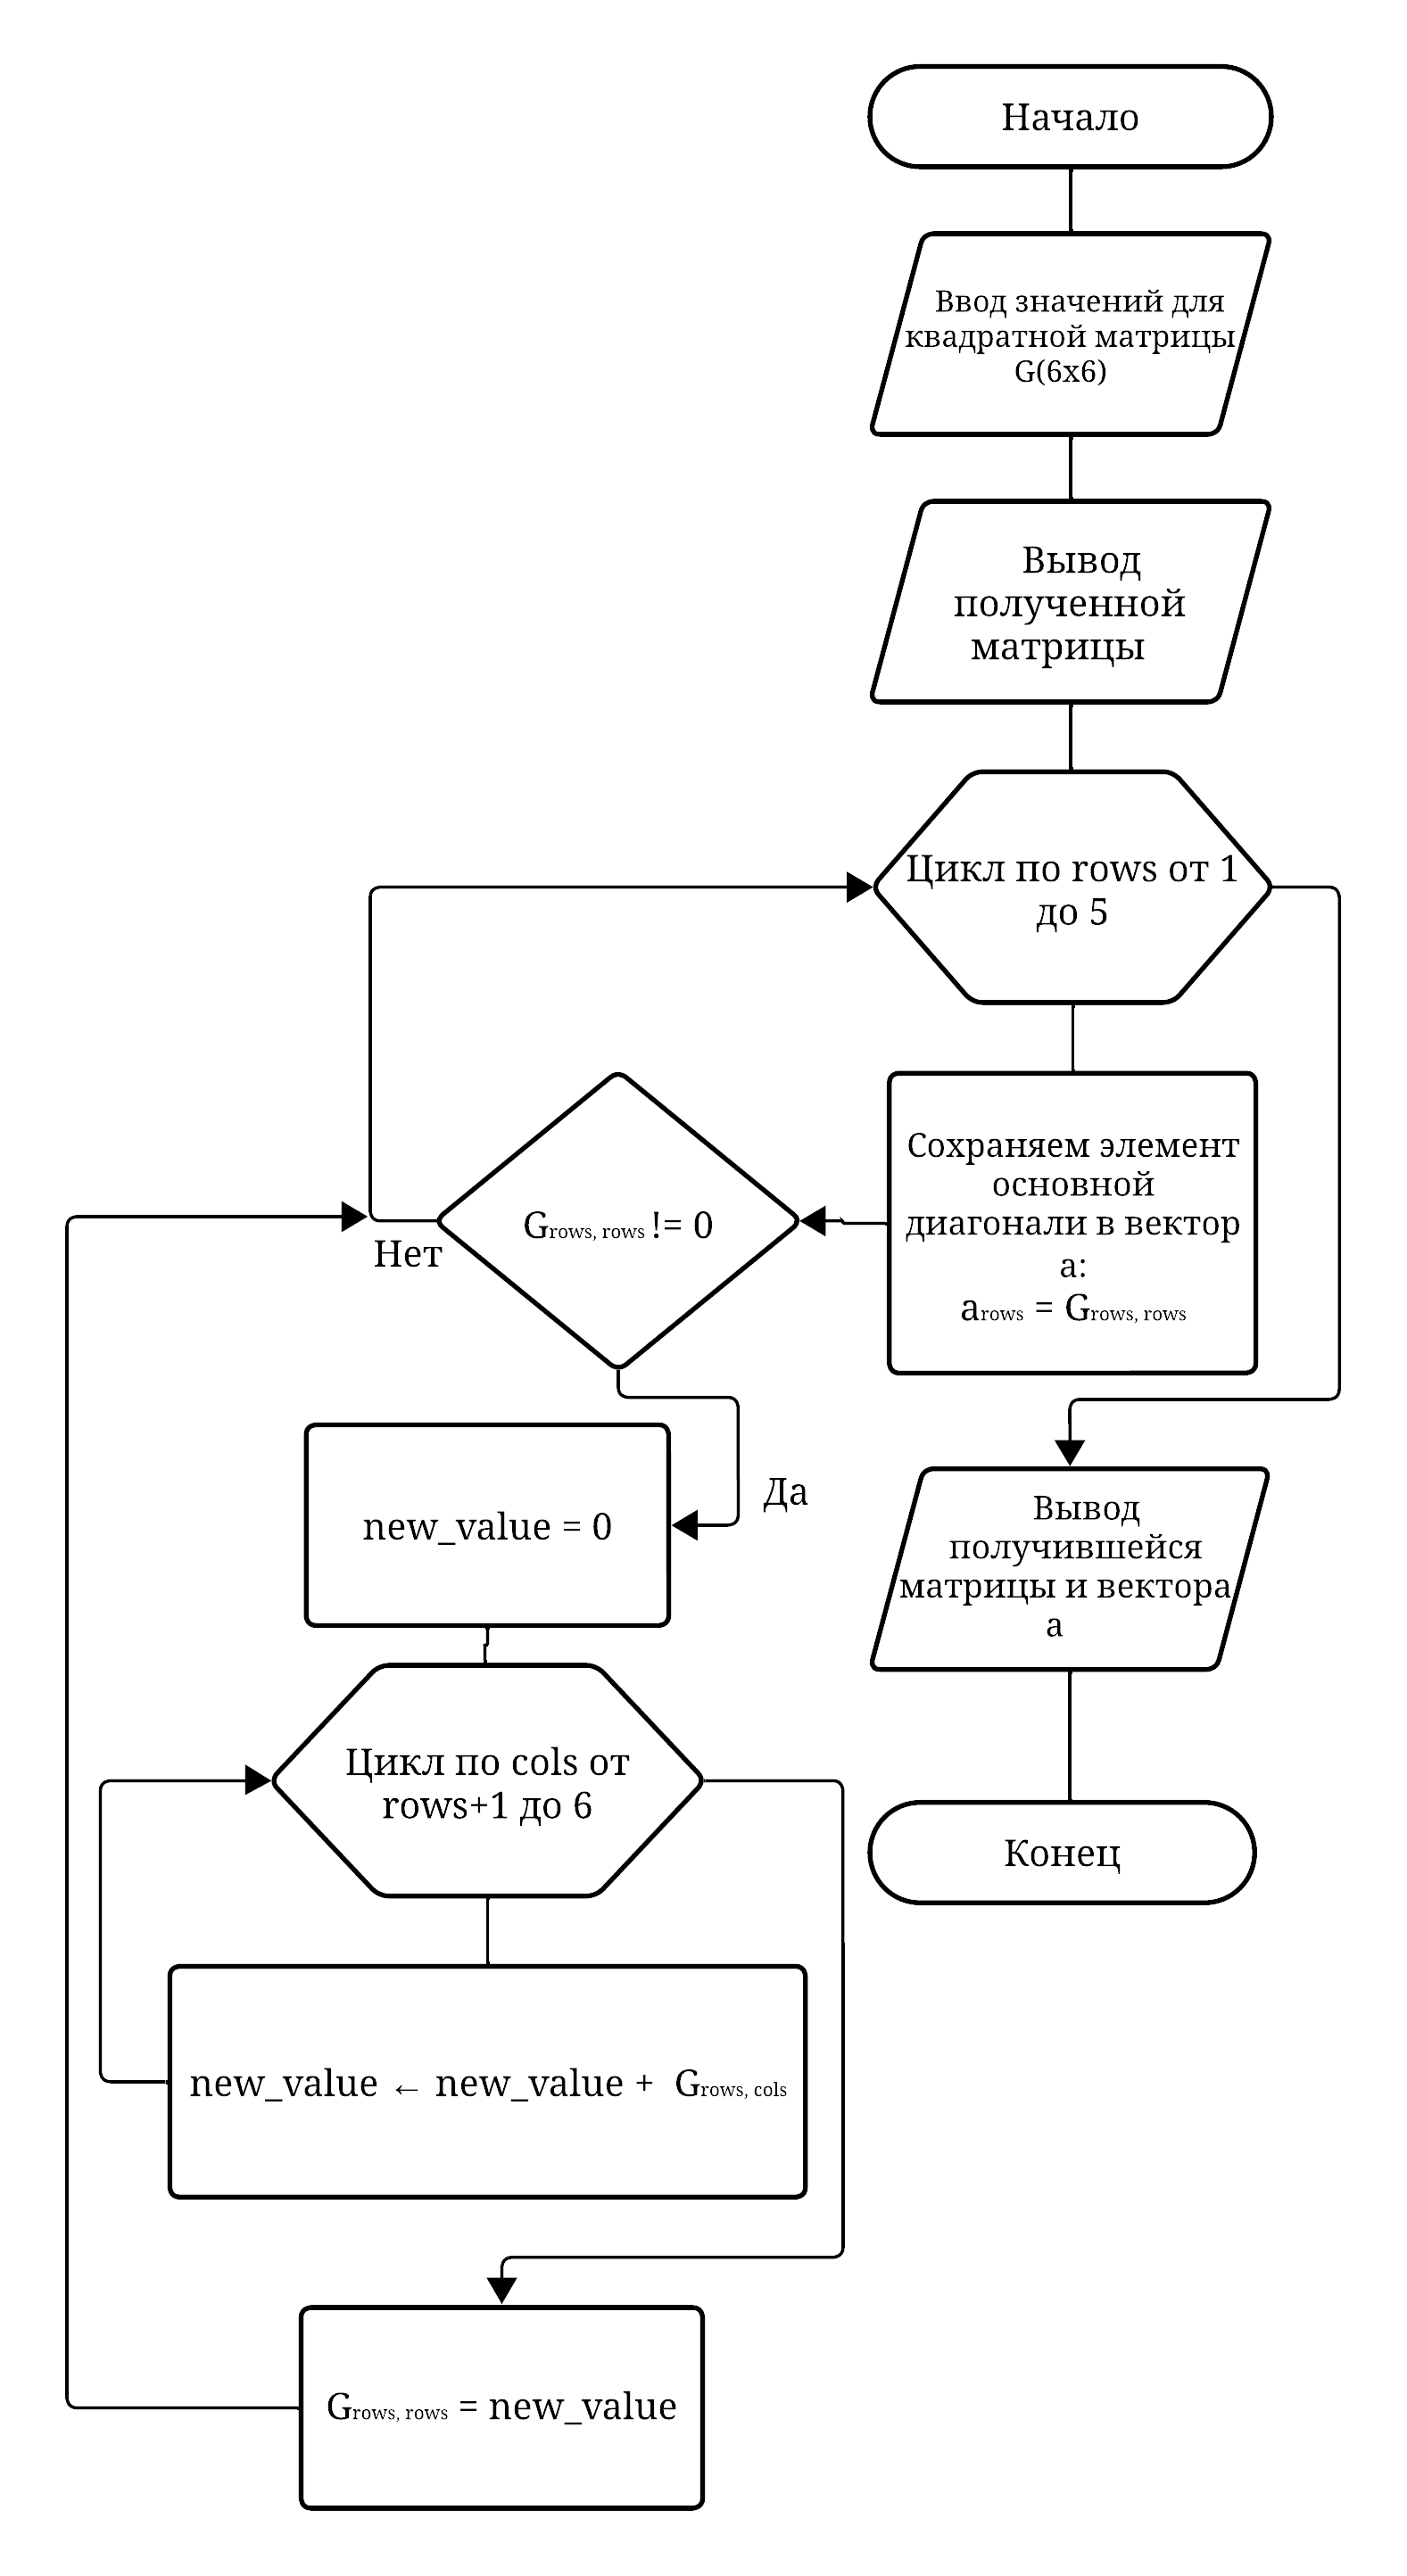 Начало
Ввод значений для
квадратной матрицы
G(6x6)
Вывод
полученной
матрицы
Цикл по rows от 1
до 5
Сохраняем элемент
основной
диагонали в вектор
a:
arows = Grows, rows
Grows, rows != 0
Нет
Да
new_value = 0
Цикл по cols от
rows+1 до 6
new_value ← new_value + Grows, cols
Grows, rows = new_value
Вывод
получившейся
матрицы и вектора
a
Конец